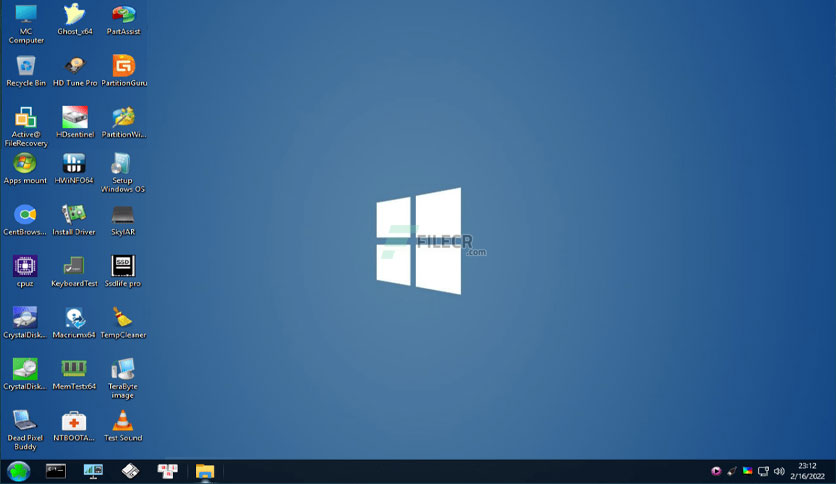 MC
Computer
Ghost_x64
PartAssist
Recycle Bin
HD Tune Pro
PartitionGuru
Active@
FileRecovery
HDsentinel
PartitionWi...
Apps mount
HWiNFO64
Setup
Windows OS
CentBrows...
Install Driver
SkyIAR
cpuz
KeyboardTest
SSD
Ssdlife pro
CrystalDisk...
Macriumx64
TempCleaner
CrystalDisk...
MemTestx64
TeraByte
image
Dead Pixel
Buddy
NTBOOTA...
Test Sound
FILECR
.com
23:12
2/16/2022